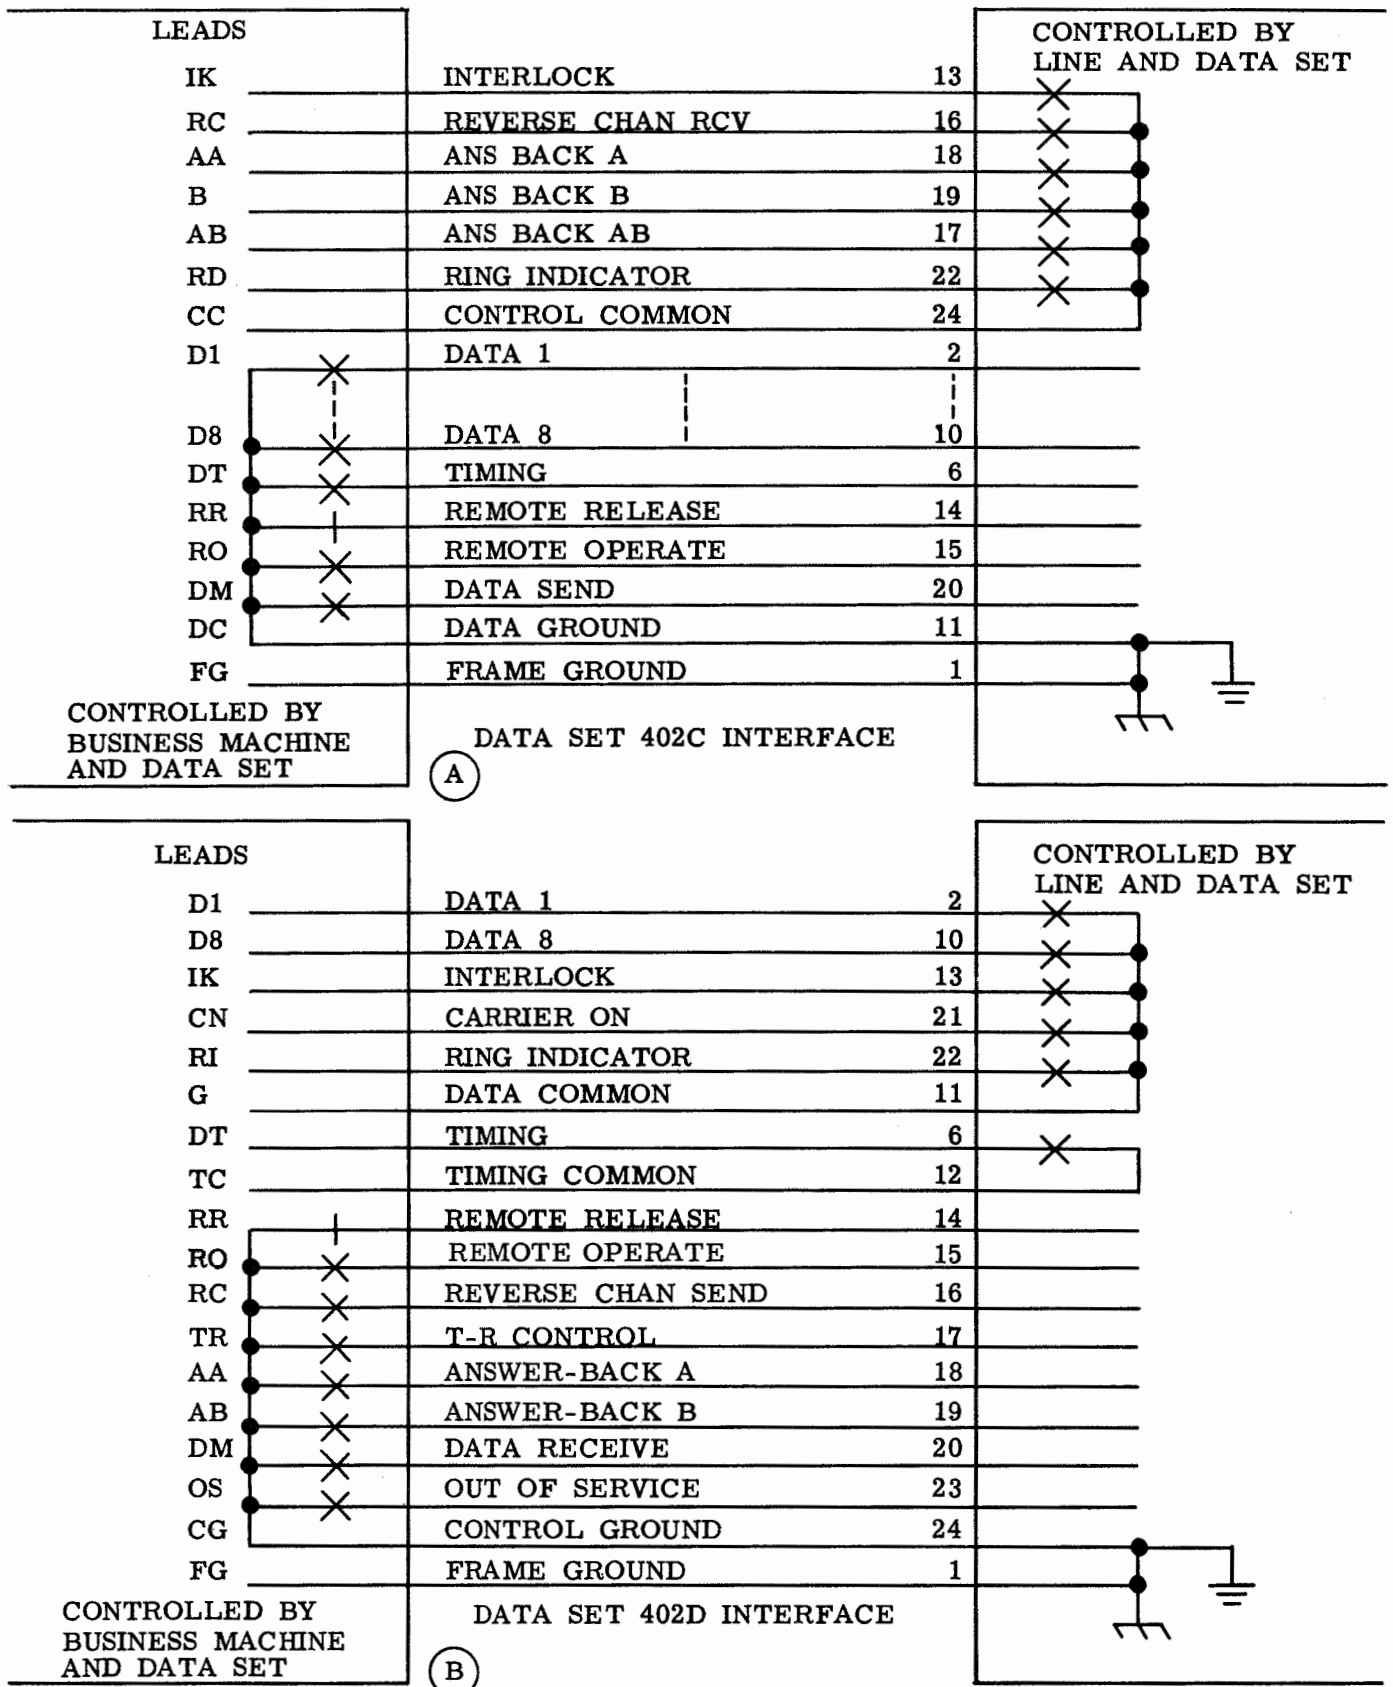 LEADS
CONTROLLED BY
LINE AND DATA SET
IK INTERLOCK 13
RC REVERSE CHAN RCV 16
AA ANS BACK A 18
B ANS BACK B 19
AB ANS BACK AB 17
RD RING INDICATOR 22
CC CONTROL COMMON 24
D1 DATA 1 2
D8 DATA 8 10
DT TIMING 6
RR REMOTE RELEASE 14
RO REMOTE OPERATE 15
DM DATA SEND 20
DC DATA GROUND 11
FG FRAME GROUND 1
CONTROLLED BY
BUSINESS MACHINE
AND DATA SET
DATA SET 402C INTERFACE
A
LEADS
CONTROLLED BY
LINE AND DATA SET
D1 DATA 1 2
D8 DATA 8 10
IK INTERLOCK 13
CN CARRIER ON 21
RI RING INDICATOR 22
G DATA COMMON 11
DT TIMING 6
TC TIMING COMMON 12
RR REMOTE RELEASE 14
RO REMOTE OPERATE 15
RC REVERSE CHAN SEND 16
TR T-R CONTROL 17
AA ANSWER-BACK A 18
AB ANSWER-BACK B 19
DM DATA RECEIVE 20
OS OUT OF SERVICE 23
CG CONTROL GROUND 24
FG FRAME GROUND 1
CONTROLLED BY
BUSINESS MACHINE
AND DATA SET
DATA SET 402D INTERFACE
B